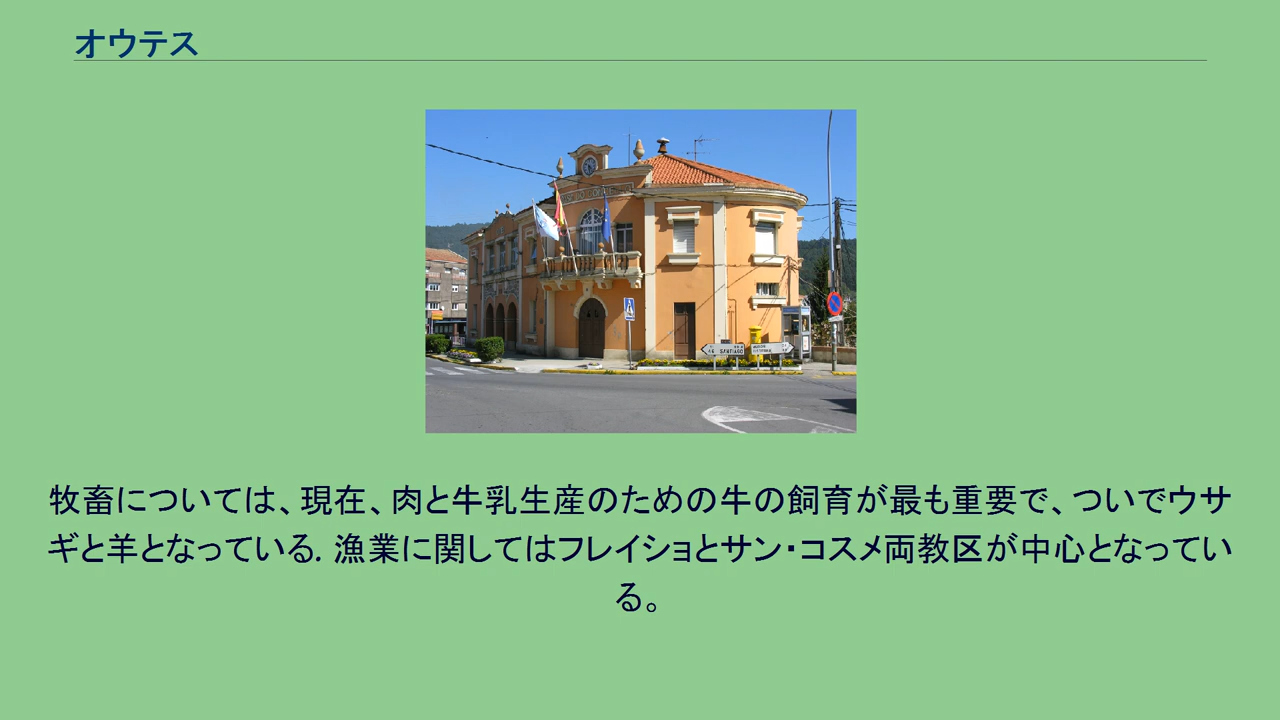 オウテス
SANTIAGO
牧畜については、現在、肉と牛乳生産のための牛の飼育が最も重要で、ついでウサ
ギと羊となっている. 漁業に関してはフレイショとサン・コスメ両教区が中心となってい
る。